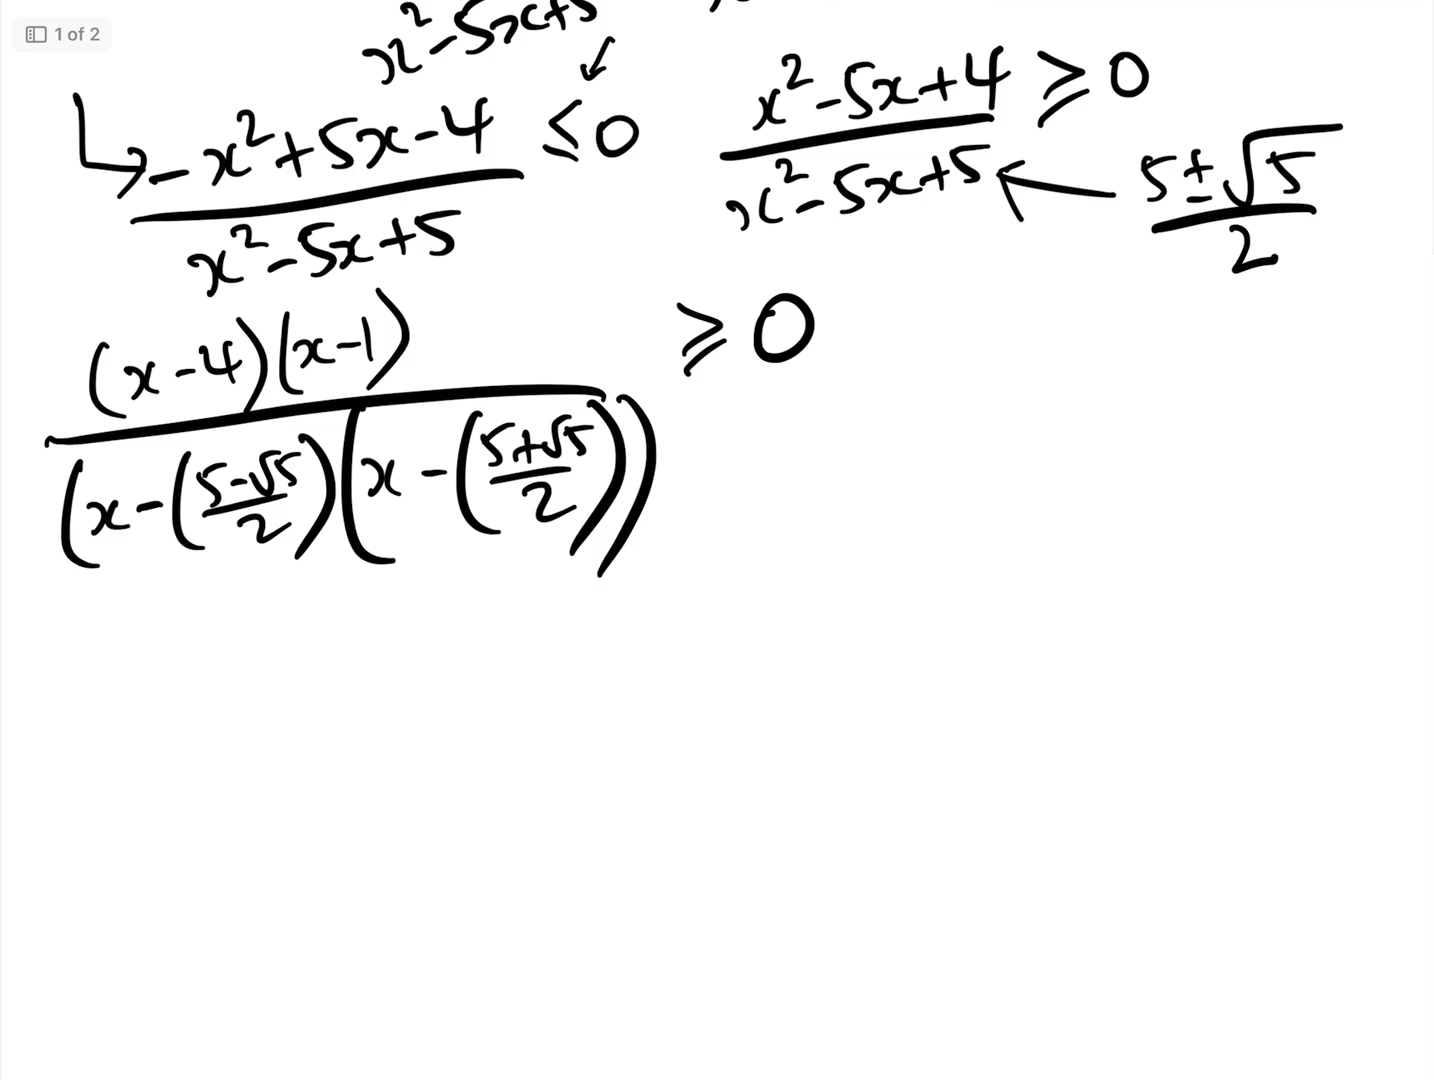 1 of 2
x² - 5x + 5
-x² + 5x - 4 ≤ 0
x² - 5x + 5
x² - 5x + 4 ≥ 0
x² - 5x + 5
5 ± √5
2
(x - 4)(x - 1) ≥ 0
(x - (5 - √5 / 2)(x - (5 + √5 / 2))